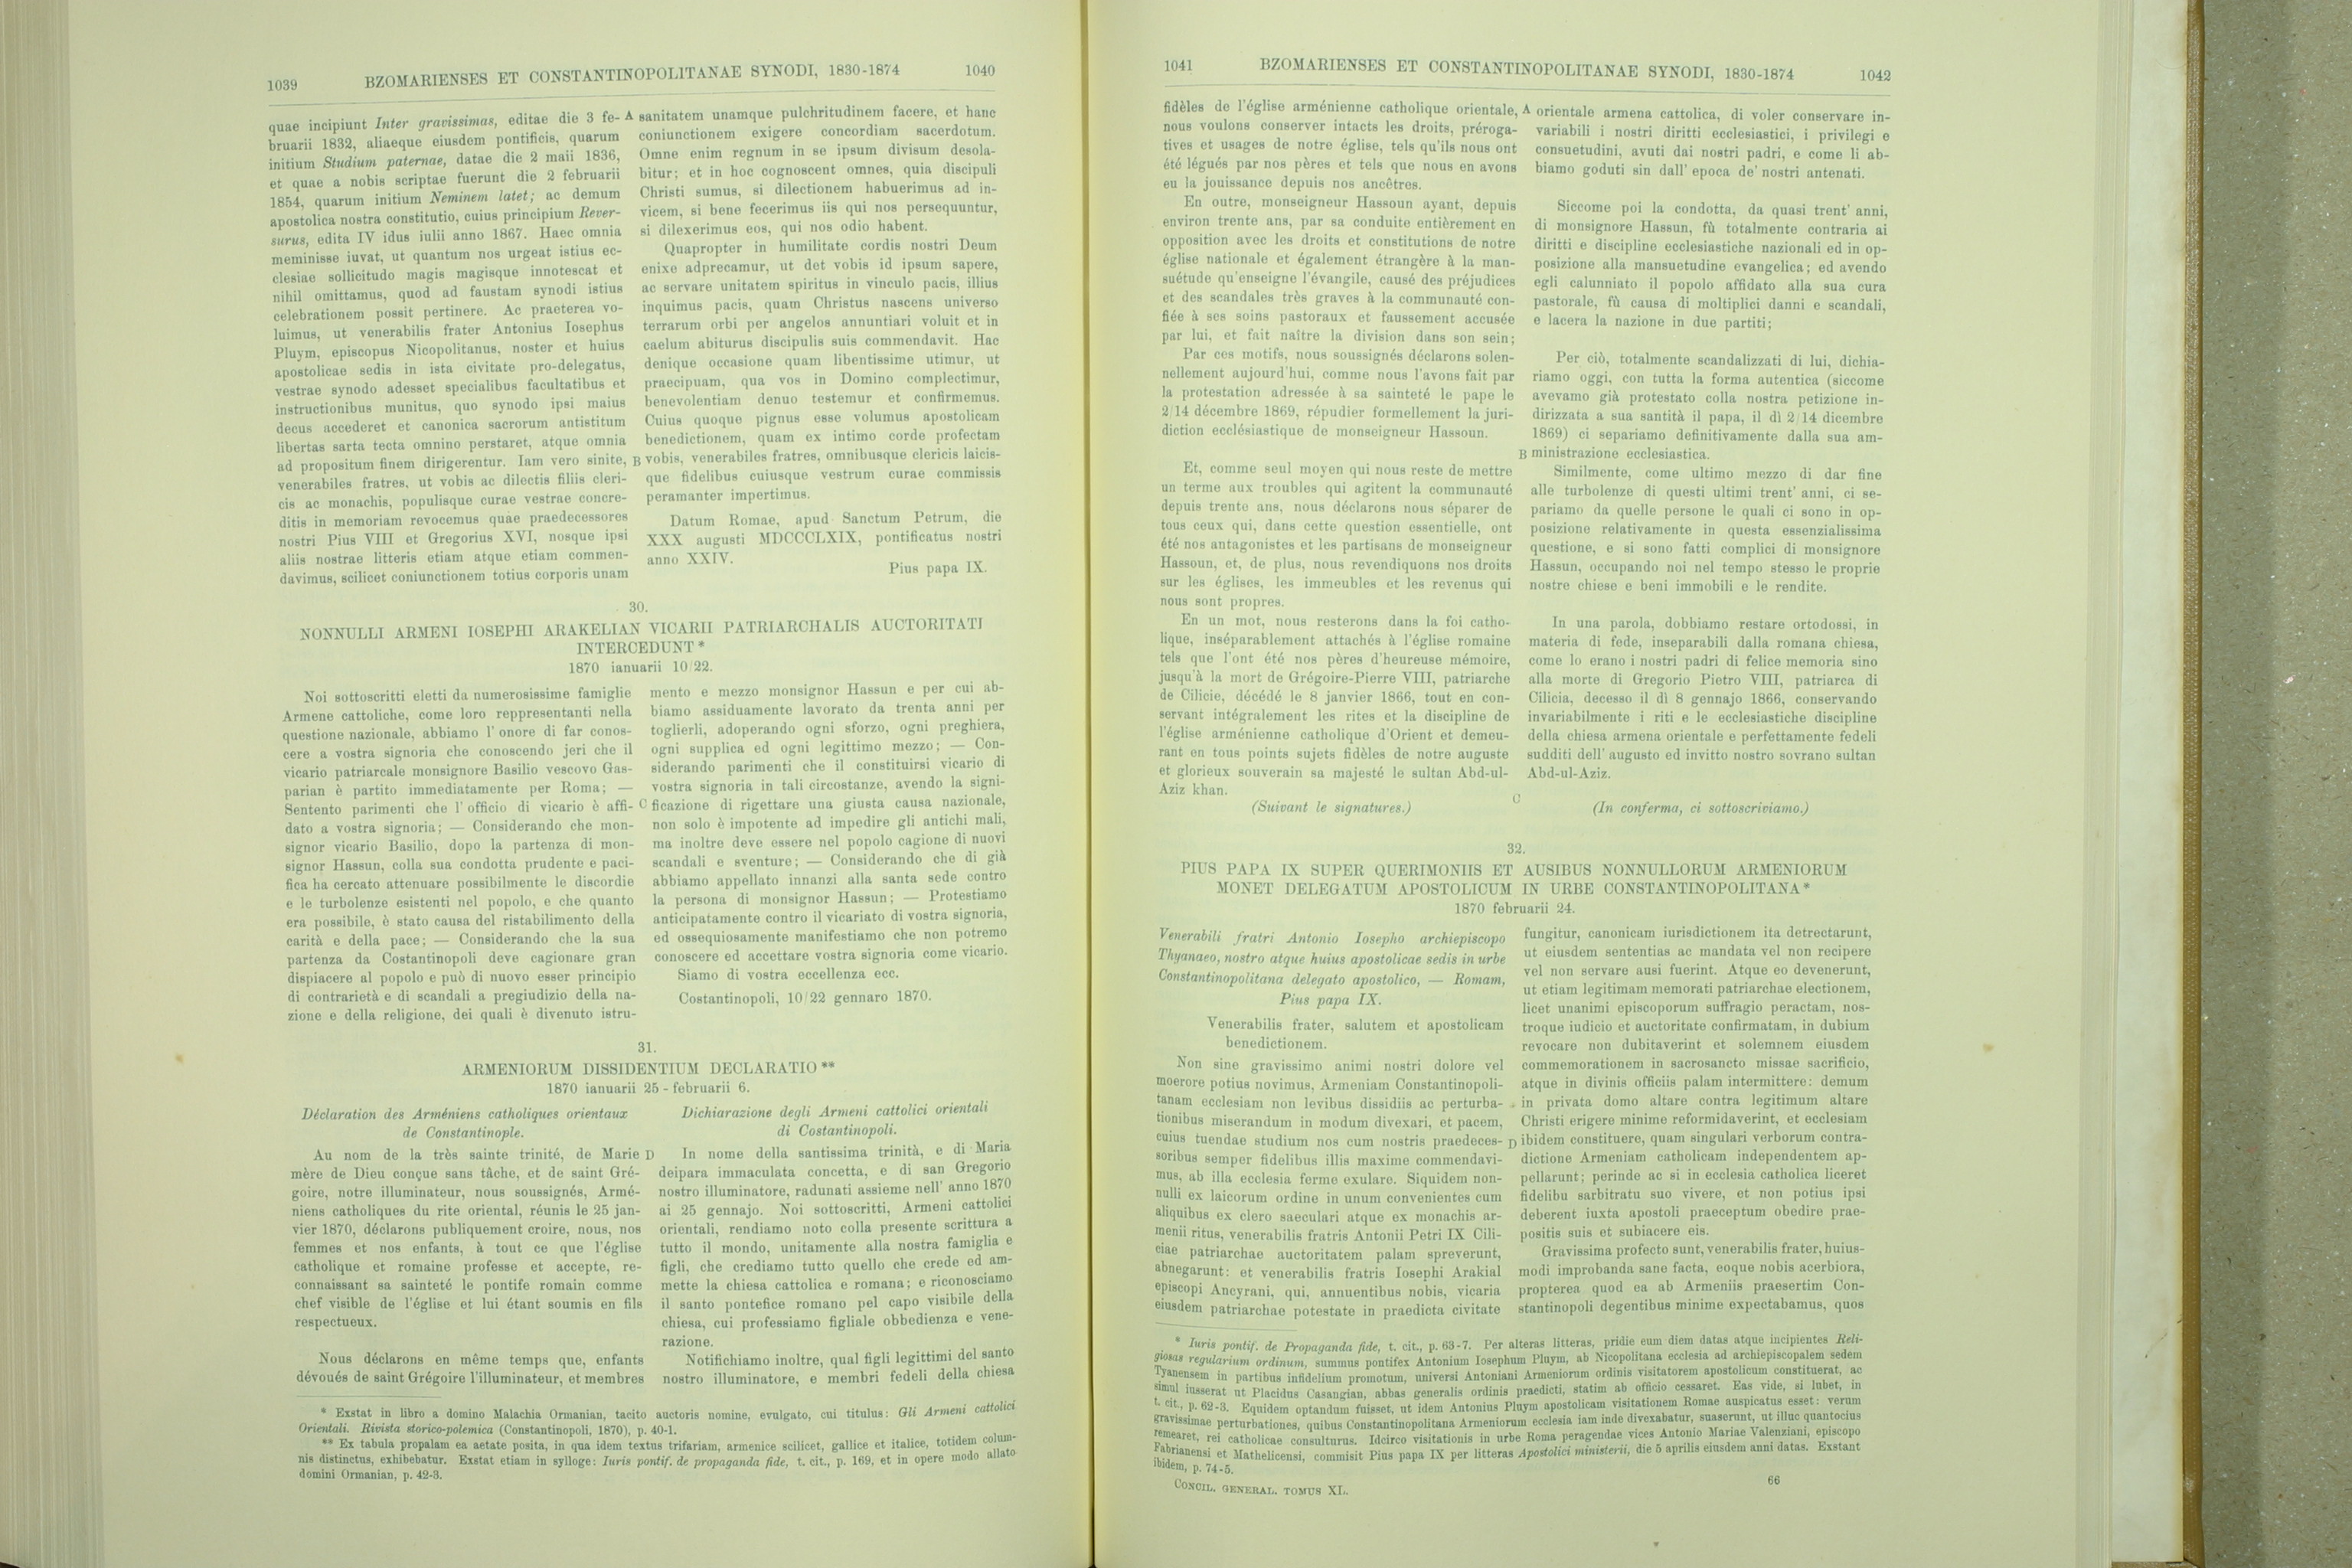 1039 BZOMARIENSES ET CONSTANTINOPOLITANAE SYNODI, 1830-1874 1040
quae incipiunt Inter gravissimas, editae die 3 fe-
bruarii 1832, aliaeque eiusdem pontificis, quarum
initium Studium paternae, datae die 2 maii 1836,
et quae a nobis scriptae fuerunt die 2 februarii
1854, quarum initium Neminem latet; ac demum
apostolica nostra constitutio, cuius principium Rever-
surus, edita IV idus iulii anno 1867. Haec omnia
meminisse iuvat, ut quantum nos urgeat istius ec-
clesiae sollicitudo magis magisque innotescat et
nihil omittamus, quod ad faustam synodi istius
celebrationem possit pertinere. Ac praeterea vo-
luimus, ut venerabilis frater Antonius Iosephus
Pluym, episcopus Nicopolitanus, noster et huius
apostolicae sedis in ista civitate pro-delegatus,
vestrae synodo adesset specialibus facultatibus et
instructionibus munitus, quo synodo ipsi maius
decus accederet et canonica sacrorum antistitum
libertas sarta tecta omnino perstaret, atque omnia
ad propositum finem dirigerentur. Iam vero sinite,
venerabiles fratres, ut vobis ac dilectis filiis cleri-
cis ac monachis, populisque curae vestrae concre-
ditis in memoriam revocemus quae praedecessores
nostri Pius VIII et Gregorius XVI, nosque ipsi
aliis nostrae litteris etiam atque etiam commen-
davimus, scilicet coniunctionem totius corporis unam
A
sanitatem unamque pulchritudinem facere, et hanc
coniunctionem exigere concordiam sacerdotum.
Omne enim regnum in se ipsum divisum desola-
bitur; et in hoc cognoscent omnes, quia discipuli
Christi sumus, si dilectionem habuerimus ad in-
vicem, si bene fecerimus iis qui nos persequuntur,
si dilexerimus eos, qui nos odio habent.
Quapropter in humilitate cordis nostri Deum
enixe adprecamur, ut det vobis id ipsum sapere,
ac servare unitatem spiritus in vinculo pacis, illius
inquimus pacis, quam Christus nascens universo
terrarum orbi per angelos annuntiari voluit et in
caelum abiturus discipulis suis commendavit. Hac
denique occasione quam libentissime utimur, ut
praecipuam, qua vos in Domino complectimur,
benevolentiam denuo testemur et confirmemus.
Cuius quoque pignus esse volumus apostolicam
benedictionem, quam ex intimo corde profectam
B vobis, venerabiles fratres, omnibusque clericis laicis-
que fidelibus cuiusque vestrum curae commissis
peramanter impertimus.
Datum Romae, apud Sanctum Petrum, die
XXX augusti MDCCCLXIX, pontificatus nostri
anno XXIV.
Pius papa IX.
30.
NONNULLI ARMENI IOSEPHI ARAKELIAN VICARII PATRIARCHALIS AUCTORITATI
INTERCEDUNT *
1870 ianuarii 10/22.
Noi sottoscritti eletti da numerosissime famiglie
Armene cattoliche, come loro reppresentanti nella
questione nazionale, abbiamo l' onore di far conos-
cere a vostra signoria che conoscendo jeri che il
vicario patriarcale monsignore Basilio vescovo Gas-
parian è partito immediatamente per Roma; —
Sentento parimenti che l' officio di vicario è affi-
dato a vostra signoria; — Considerando che mon-
signor vicario Basilio, dopo la partenza di mon-
signor Hassun, colla sua condotta prudente e paci-
fica ha cercato attenuare possibilmente le discordie
e le turbolenze esistenti nel popolo, e che quanto
era possibile, è stato causa del ristabilimento della
carità e della pace; — Considerando che la sua
partenza da Costantinopoli deve cagionare gran
dispiacere al popolo e può di nuovo esser principio
di contrarietà e di scandali a pregiudizio della na-
zione e della religione, dei quali è divenuto istru-
mento e mezzo monsignor Hassun e per cui ab-
biamo assiduamente lavorato da trenta anni per
toglierli, adoperando ogni sforzo, ogni preghiera,
ogni supplica ed ogni legittimo mezzo; — Con-
siderando parimenti che il constituirsi vicario di
vostra signoria in tali circostanze, avendo la signi-
C ficazione di rigettare una giusta causa nazionale,
non solo è impotente ad impedire gli antichi mali,
ma inoltre deve essere nel popolo cagione di nuovi
scandali e sventure; — Considerando che di già
abbiamo appellato innanzi alla santa sede contro
la persona di monsignor Hassun; — Protestiamo
anticipatamente contro il vicariato di vostra signoria,
ed ossequiosamente manifestiamo che non potremo
conoscere ed accettare vostra signoria come vicario.
Siamo di vostra eccellenza ecc.
Costantinopoli, 10/22 gennaro 1870.
31.
ARMENIORUM DISSIDENTIUM DECLARATIO **
1870 ianuarii 25 - februarii 6.
Déclaration des Arméniens catholiques orientaux
de Constantinople.
Au nom de la très sainte trinité, de Marie
mère de Dieu conçue sans tâche, et de saint Gré-
goire, notre illuminateur, nous soussignés, Armé-
niens catholiques du rite oriental, réunis le 25 jan-
vier 1870, déclarons publiquement croire, nous, nos
femmes et nos enfants, à tout ce que l'église
catholique et romaine professe et accepte, re-
connaissant sa sainteté le pontife romain comme
chef visible de l'église et lui étant soumis en fils
respectueux.
Nous déclarons en même temps que, enfants
dévoués de saint Grégoire l'illuminateur, et membres
Dichiarazione degli Armeni cattolici orientali
di Costantinopoli.
D In nome della santissima trinità, e di Maria
deipara immaculata concetta, e di san Gregorio
nostro illuminatore, radunati assieme nell' anno 1870
ai 25 gennajo. Noi sottoscritti, Armeni cattolici
orientali, rendiamo noto colla presente scrittura a
tutto il mondo, unitamente alla nostra famiglia e
figli, che crediamo tutto quello che crede ed am-
mette la chiesa cattolica e romana; e riconosciamo
il santo pontefice romano pel capo visibile della
chiesa, cui professiamo figliale obbedienza e vene-
razione.
Notifichiamo inoltre, qual figli legittimi del santo
nostro illuminatore, e membri fedeli della chiesa
* Exstat in libro a domino Malachia Ormanian, tacito auctoris nomine, evulgato, cui titulus: Gli Armeni cattolici
Orientali. Rivista storico-polemica (Constantinopoli, 1870), p. 40-1.
** Ex tabula propalam ea aetate posita, in qua idem textus trifariam, armenice scilicet, gallice et italice, totidem colum-
nis distinctus, exhibebatur. Exstat etiam in sylloge: Iuris pontif. de propaganda fide, t. cit., p. 169, et in opere modo allato
domini Ormanian, p. 42-3.
1041 BZOMARIENSES ET CONSTANTINOPOLITANAE SYNODI, 1830-1874 1042
fidèles de l'église arménienne catholique orientale,
nous voulons conserver intacts les droits, préroga-
tives et usages de notre église, tels qu'ils nous ont
été légués par nos pères et tels que nous en avons
eu la jouissance depuis nos ancêtres.
En outre, monseigneur Hassoun ayant, depuis
environ trente ans, par sa conduite entièrement en
opposition avec les droits et constitutions de notre
église nationale et également étrangère à la man-
suétude qu'enseigne l'évangile, causé des préjudices
et des scandales très graves à la communauté con-
fiée à ses soins pastoraux et faussement accusée
par lui, et fait naître la division dans son sein;
Par ces motifs, nous soussignés déclarons solen-
nellement aujourd'hui, comme nous l'avons fait par
la protestation adressée à sa sainteté le pape le
2/14 décembre 1869, répudier formellement la juri-
diction ecclésiastique de monseigneur Hassoun.
Et, comme seul moyen qui nous reste de mettre
un terme aux troubles qui agitent la communauté
depuis trente ans, nous déclarons nous séparer de
tous ceux qui, dans cette question essentielle, ont
été nos antagonistes et les partisans de monseigneur
Hassoun, et, de plus, nous revendiquons nos droits
sur les églises, les immeubles et les revenus qui
nous sont propres.
En un mot, nous resterons dans la foi catho-
lique, inséparablement attachés à l'église romaine
tels que l'ont été nos pères d'heureuse mémoire,
jusqu'à la mort de Grégoire-Pierre VIII, patriarche
de Cilicie, décédé le 8 janvier 1866, tout en con-
servant intégralement les rites et la discipline de
l'église arménienne catholique d'Orient et demeu-
rant en tous points sujets fidèles de notre auguste
et glorieux souverain sa majesté le sultan Abd-ul-
Aziz khan.
(Suivant le signatures.)
A orientale armena cattolica, di voler conservare in-
variabili i nostri diritti ecclesiastici, i privilegi e
consuetudini, avuti dai nostri padri, e come li ab-
biamo goduti sin dall' epoca de' nostri antenati.
Siccome poi la condotta, da quasi trent' anni,
di monsignore Hassun, fù totalmente contraria ai
diritti e discipline ecclesiastiche nazionali ed in op-
posizione alla mansuetudine evangelica; ed avendo
egli calunniato il popolo affidato alla sua cura
pastorale, fù causa di moltiplici danni e scandali,
e lacera la nazione in due partiti;
Per ciò, totalmente scandalizzati di lui, dichia-
riamo oggi, con tutta la forma autentica (siccome
avevamo già protestato colla nostra petizione in-
dirizzata a sua santità il papa, il dì 2/14 dicembre
1869) ci separiamo definitivamente dalla sua am-
B ministrazione ecclesiastica.
Similmente, come ultimo mezzo di dar fine
alle turbolenze di questi ultimi trent' anni, ci se-
pariamo da quelle persone le quali ci sono in op-
posizione relativamente in questa essenzialissima
questione, e si sono fatti complici di monsignore
Hassun, occupando noi nel tempo stesso le proprie
nostre chiese e beni immobili e le rendite.
In una parola, dobbiamo restare ortodossi, in
materia di fede, inseparabili dalla romana chiesa,
come lo erano i nostri padri di felice memoria sino
alla morte di Gregorio Pietro VIII, patriarca di
Cilicia, decesso il dì 8 gennajo 1866, conservando
invariabilmente i riti e le ecclesiastiche discipline
della chiesa armena orientale e perfettamente fedeli
sudditi dell' augusto ed invitto nostro sovrano sultan
Abd-ul-Aziz.
C
(In conferma, ci sottoscriviamo.)
32.
PIUS PAPA IX SUPER QUERIMONIIS ET AUSIBUS NONNULLORUM ARMENIORUM
MONET DELEGATUM APOSTOLICUM IN URBE CONSTANTINOPOLITANA *
1870 februarii 24.
Venerabili fratri Antonio Iosepho archiepiscopo
Thyanaeo, nostro atque huius apostolicae sedis in urbe
Constantinopolitana delegato apostolico, — Romam,
Pius papa IX.
Venerabilis frater, salutem et apostolicam
benedictionem.
Non sine gravissimo animi nostri dolore vel
moerore potius novimus, Armeniam Constantinopoli-
tanam ecclesiam non levibus dissidiis ac perturba-
tionibus miserandum in modum divexari, et pacem,
cuius tuendae studium nos cum nostris praedeces-
soribus semper fidelibus illis maxime commendavi-
mus, ab illa ecclesia ferme exulare. Siquidem non-
nulli ex laicorum ordine in unum convenientes cum
aliquibus ex clero saeculari atque ex monachis ar-
menii ritus, venerabilis fratris Antonii Petri IX Cili-
ciae patriarchae auctoritatem palam spreverunt,
abnegarunt: et venerabilis fratris Iosephi Arakial
episcopi Ancyrani, qui, annuentibus nobis, vicaria
eiusdem patriarchae potestate in praedicta civitate
fungitur, canonicam iurisdictionem ita detrectarunt,
ut eiusdem sententias ac mandata vel non recipere
vel non servare ausi fuerint. Atque eo devenerunt,
ut etiam legitimam memorati patriarchae electionem,
licet unanimi episcoporum suffragio peractam, nos-
troque iudicio et auctoritate confirmatam, in dubium
revocare non dubitaverint et solemnem eiusdem
commemorationem in sacrosancto missae sacrificio,
atque in divinis officiis palam intermittere: demum
in privata domo altare contra legitimum altare
Christi erigere minime reformidaverint, et ecclesiam
D ibidem constituere, quam singulari verborum contra-
dictione Armeniam catholicam independentem ap-
pellarunt; perinde ac si in ecclesia catholica liceret
fidelibu sarbitratu suo vivere, et non potius ipsi
deberent iuxta apostoli praeceptum obedire prae-
positis suis et subiacere eis.
Gravissima profecto sunt, venerabilis frater, huius-
modi improbanda sane facta, eoque nobis acerbiora,
propterea quod ea ab Armeniis praesertim Con-
stantinopoli degentibus minime expectabamus, quos
* Iuris pontif. de Propaganda fide, t. cit., p. 63-7. Per alteras litteras, pridie eum diem datas atque incipientes Reli-
giosas regularium ordinum, summus pontifex Antonium Iosephum Pluym, ab Nicopolitana ecclesia ad archiepiscopalem sedem
Tyanensem in partibus infidelium promotum, universi Antoniani Armeniorum ordinis visitatorem apostolicum constituerat, ac
simul iusserat ut Placidus Casangian, abbas generalis ordinis praedicti, statim ab officio cessaret. Eas vide, si lubet, in
t. cit., p. 62-3. Equidem optandum fuisset, ut idem Antonius Pluym apostolicam visitationem Romae auspicatus esset: verum
gravissimae perturbationes, quibus Constantinopolitana Armeniorum ecclesia iam inde divexabatur, suaserunt, ut illuc quantocius
remearet, rei catholicae consulturus. Idcirco visitationis in urbe Roma peragendae vices Antonio Mariae Valenziani, episcopo
Fabrianensi et Mathelicensi, commisit Pius papa IX per litteras Apostolici ministerii, die 5 aprilis eiusdem anni datas. Exstant
ibidem, p. 74-5.
CONCIL. GENERAL. TOMUS XL.
66